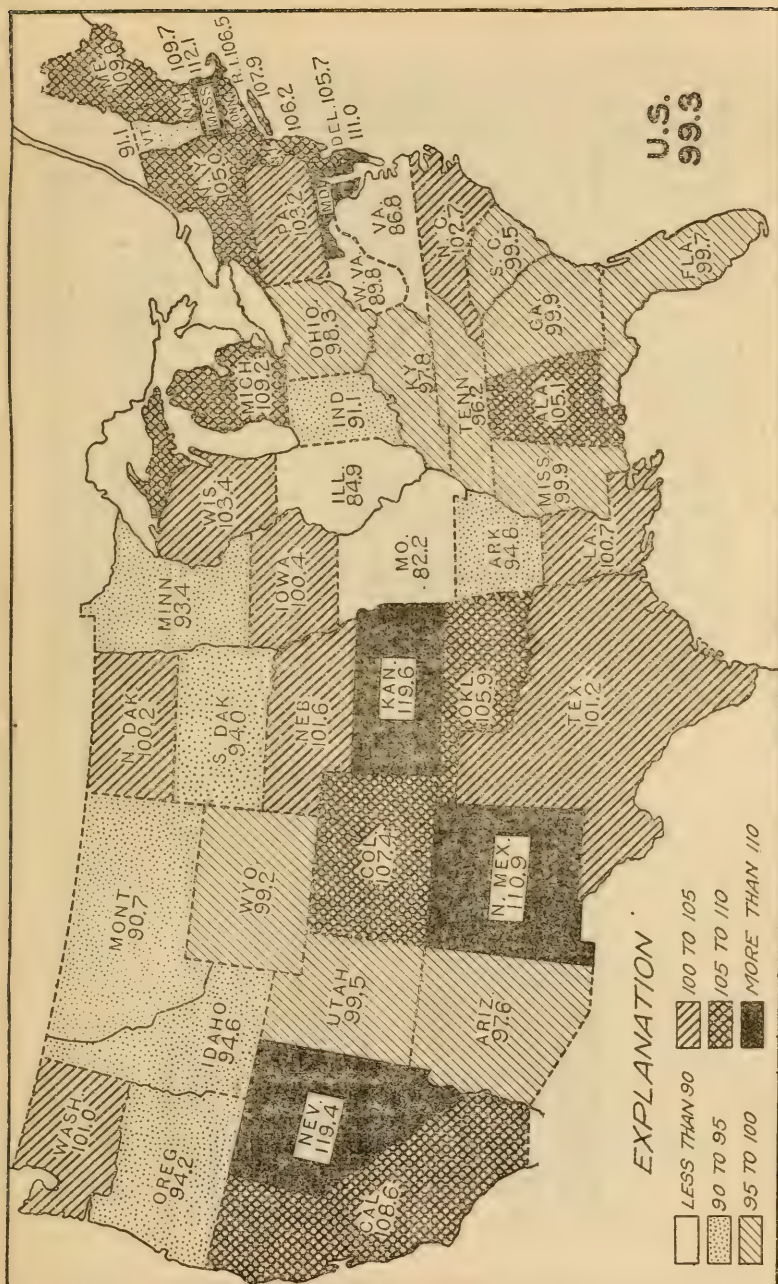 WASH
101.0
OREG
94.2
CAL.
108.6
NEV.
119.4
IDAHO
94.6
MONT
90.7
WYO
99.2
UTAH
99.5
ARIZ
97.6
COL.
107.4
N. MEX.
110.9
N. DAK
100.2
S. DAK
94.0
NEB
101.6
KAN.
119.6
OKL.
105.9
TEX.
101.2
MINN
93.4
IOWA
100.4
MO.
82.2
ARK
LA.
100.7
WIS.
103.4
ILL.
84.9
MICH
109.2
IND
91.1
OHIO
98.3
KY.
97.8
TENN
96.2
MISS.
99.9
ALA.
105.1
GA.
99.9
FLA.
99.7
S. C.
99.5
N. C.
102.7
VA.
86.8
W. VA.
89.8
PA.
103.2
N. Y.
105.0
91.1
VT.
ME.
N.H.
109.7
MASS.
112.1
R. I. 106.5
107.9
106.2
DEL. 105.7
MD.
111.0
U.S.
99.3
EXPLANATION
LESS THAN 90
90 TO 95
95 TO 100
100 TO 105
105 TO 110
MORE THAN 110